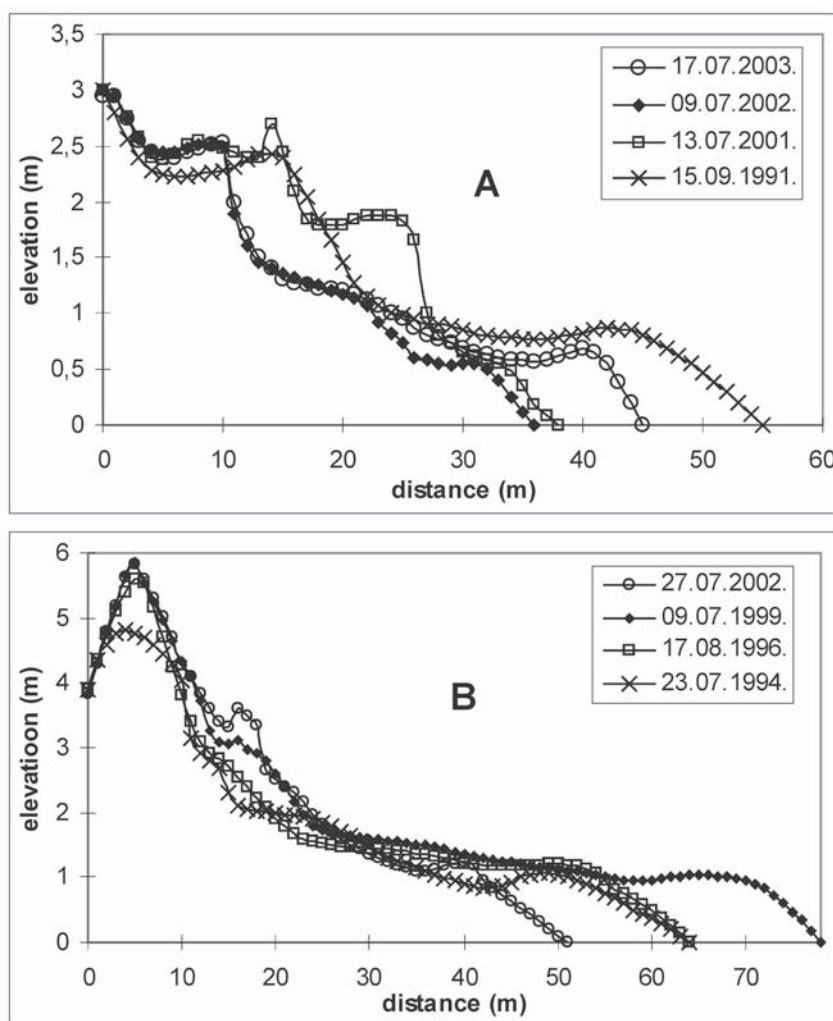 3,5
3
2,5
2
1,5
1
0,5
0
elevation (m)
0 10 20 30 40 50 60
distance (m)
A
17.07.2003.
09.07.2002.
13.07.2001.
15.09.1991.
6
5
4
3
2
1
0
elevatioon (m)
0 10 20 30 40 50 60 70
distance (m)
B
27.07.2002.
09.07.1999.
17.08.1996.
23.07.1994.